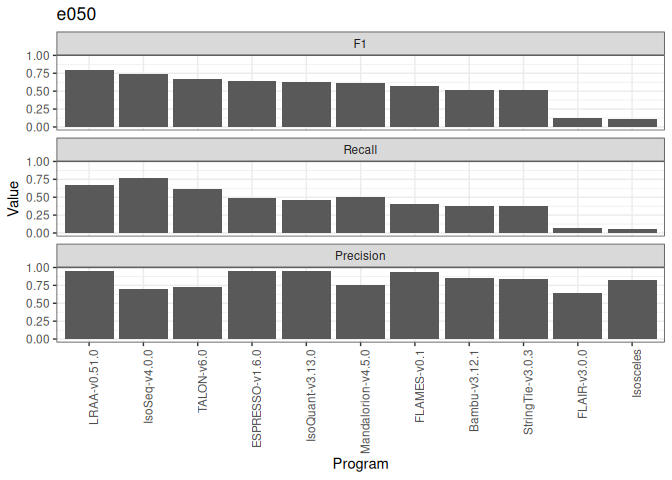 e050
F1
1.00
0.75
0.50
0.25
0.00
Recall
1.00
0.75
0.50
0.25
0.00
Precision
1.00
0.75
0.50
0.25
0.00
Value
LRAA-v0.51.0
IsoSeq-v4.0.0
TALON-v6.0
ESPRESSO-v1.6.0
IsoQuant-v3.13.0
Mandalorion-v4.5.0
FLAMES-v0.1
Bambu-v3.12.1
StringTie-v3.0.3
FLAIR-v3.0.0
Isosceles
Program